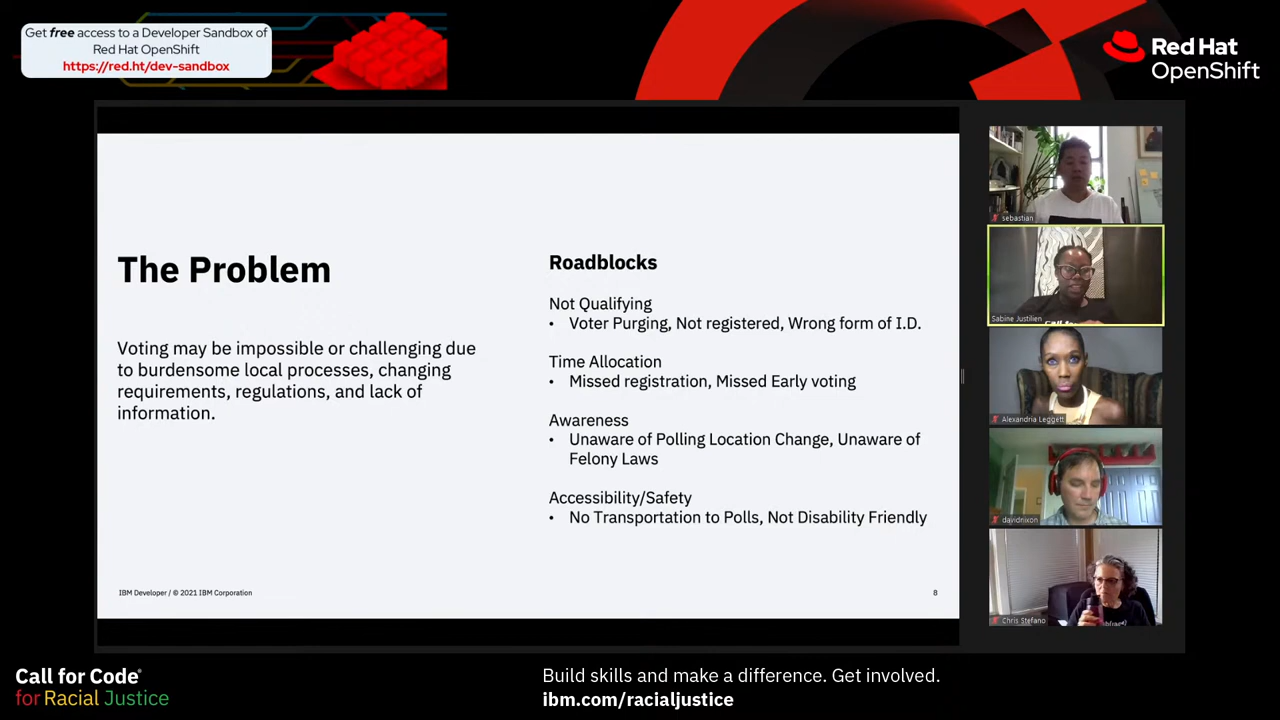 Get free access to a Developer Sandbox of
Red Hat OpenShift
https://red.ht/dev-sandbox
Red Hat
OpenShift
The Problem
Voting may be impossible or challenging due
to burdensome local processes, changing
requirements, regulations, and lack of
information.
Roadblocks
Not Qualifying
• Voter Purging, Not registered, Wrong form of I.D.
Time Allocation
• Missed registration, Missed Early voting
Awareness
• Unaware of Polling Location Change, Unaware of
Felony Laws
Accessibility/Safety
• No Transportation to Polls, Not Disability Friendly
IBM Developer / © 2021 IBM Corporation
8
sebastian
Sabine Justilien
Alexandria Leggett
davidnixon
Chris Stefano
Call for Code®
for Racial Justice
Build skills and make a difference. Get involved.
ibm.com/racialjustice